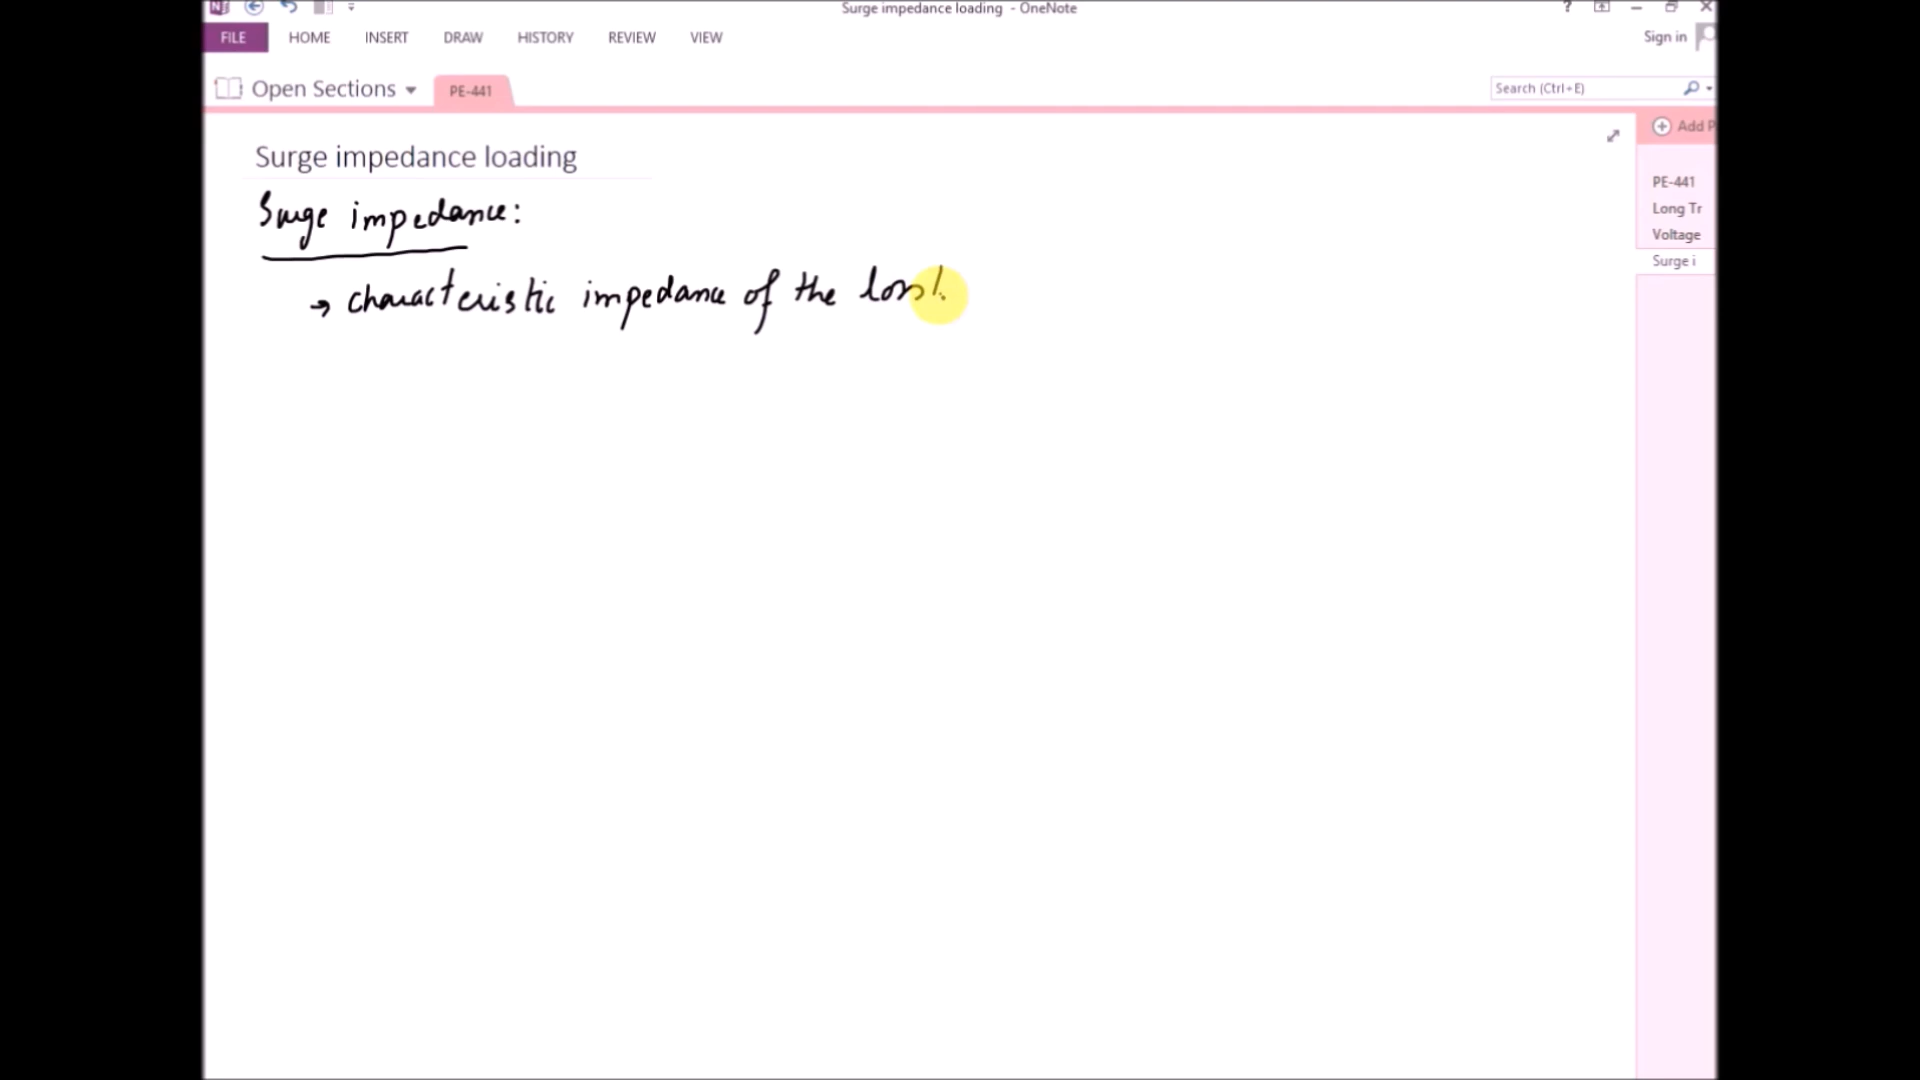 Surge impedance loading - OneNote
?
FILE HOME INSERT DRAW HISTORY REVIEW VIEW
Sign in
Open Sections PE-441
Search (Ctrl+E)
Add P
Surge impedance loading
PE-441
Long Tr
Voltage
Surge i
Surge impedance:
→ characteristic impedance of the